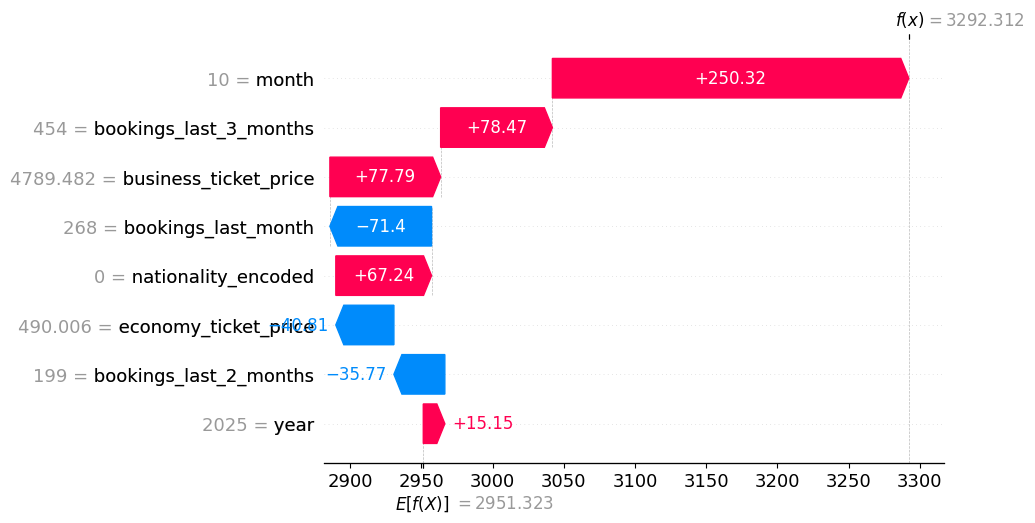 f(x) = 3292.312
10 = month +250.32
454 = bookings_last_3_months +78.47
4789.482 = business_ticket_price +77.79
268 = bookings_last_month −71.4
0 = nationality_encoded +67.24
490.006 = economy_ticket_price −40.81
199 = bookings_last_2_months −35.77
2025 = year +15.15
2900 2950 3000 3050 3100 3150 3200 3250 3300
E[f(X)] = 2951.323